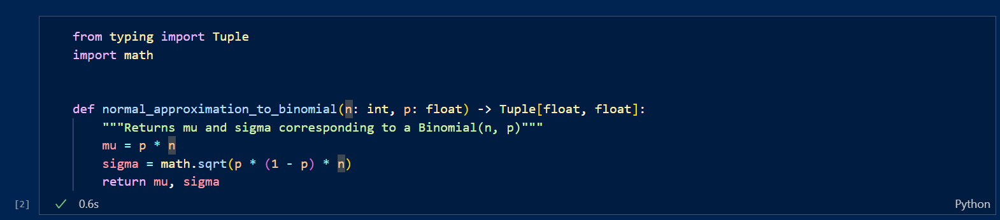 from typing import Tuple
import math
def normal_approximation_to_binomial(n: int, p: float) -> Tuple[float, float]:
"""Returns mu and sigma corresponding to a Binomial(n, p)"""
mu = p * n
sigma = math.sqrt(p * (1 - p) * n)
return mu, sigma
[2] ✓ 0.6s Python